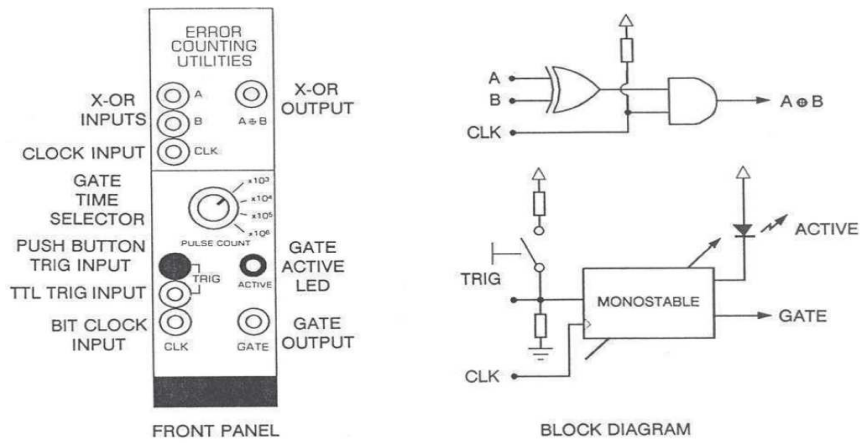 ERROR
COUNTING
UTILITIES
X-OR
INPUTS
A
B
X-OR
OUTPUT
A⊕B
CLOCK INPUT
CLK
GATE
TIME
SELECTOR
x10³
x10⁴
x10⁵
x10⁶
PULSE COUNT
PUSH BUTTON
TRIG INPUT
TRIG
GATE
ACTIVE
LED
ACTIVE
TTL TRIG INPUT
BIT CLOCK
INPUT
CLK
GATE
GATE
OUTPUT
FRONT PANEL
A
B
CLK
A⊕B
TRIG
MONOSTABLE
ACTIVE
GATE
CLK
BLOCK DIAGRAM